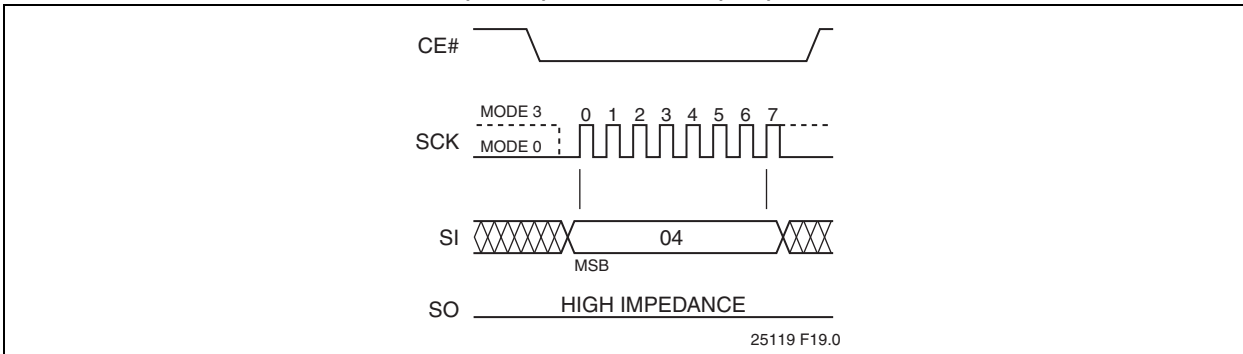 CE#
MODE 3
0 1 2 3 4 5 6 7
SCK
MODE 0
SI
04
MSB
SO
HIGH IMPEDANCE
25119 F19.0